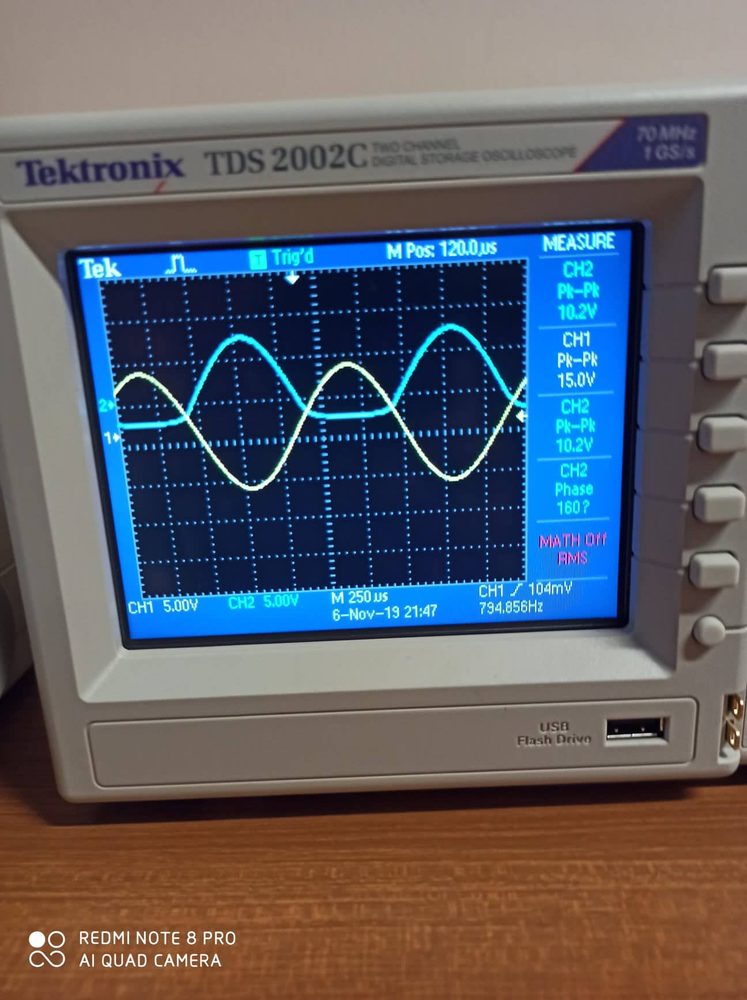 Tektronix TDS 2002C TWO CHANNEL
DIGITAL STORAGE OSCILLOSCOPE
70 MHz
1 GS/s
Tek
T Trig'd
M Pos: 120.0µs
MEASURE
CH2
Pk-Pk
10.2V
CH1
Pk-Pk
15.0V
CH2
Pk-Pk
10.2V
CH2
Phase
160?
MATH Off
RMS
2
1
CH1 5.00V
CH2 5.00V
M 250µs
CH1 104mV
6-Nov-19 21:47
794.856Hz
USB
Flash Drive
REDMI NOTE 8 PRO
AI QUAD CAMERA